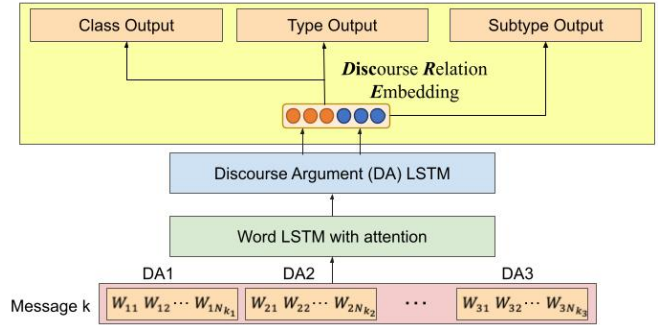 Class Output
Type Output
Subtype Output
Discourse Relation
Embedding
Discourse Argument (DA) LSTM
Word LSTM with attention
DA1
DA2
DA3
Message k
W₁₁ W₁₂ ⋯ W₁Nₖ₁
W₂₁ W₂₂ ⋯ W₂Nₖ₂
⋯
W₃₁ W₃₂ ⋯ W₃Nₖ₃